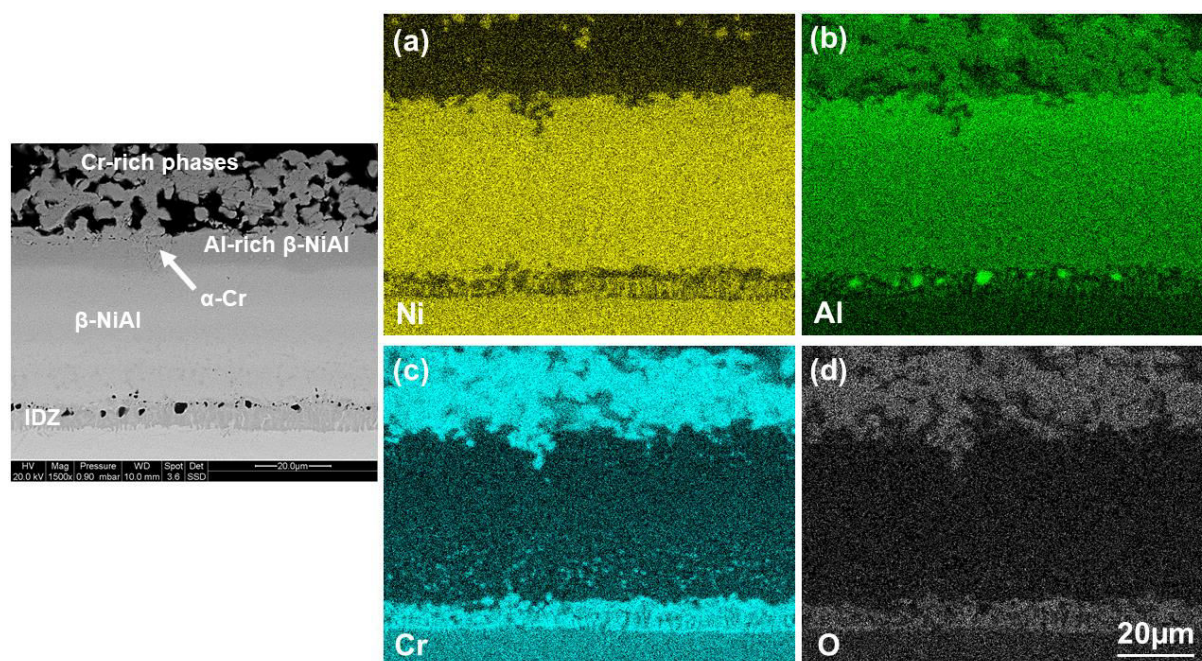 Cr-rich phases
Al-rich β-NiAl
α-Cr
β-NiAl
IDZ
HV Mag Pressure WD Spot Det
20.0 kV 1500x 0.90 mbar 10.0 mm 3.6 SSD
20.0µm
(a)
Ni
(b)
Al
(c)
Cr
(d)
O
20µm